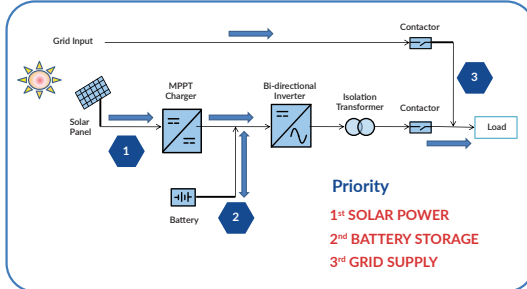 Contactor
Grid Input
3
MPPT
Charger
Bi-directional
Inverter
Isolation
Transformer
Contactor
Solar
Panel
Load
1
2
Battery
Priority
1st SOLAR POWER
2nd BATTERY STORAGE
3rd GRID SUPPLY